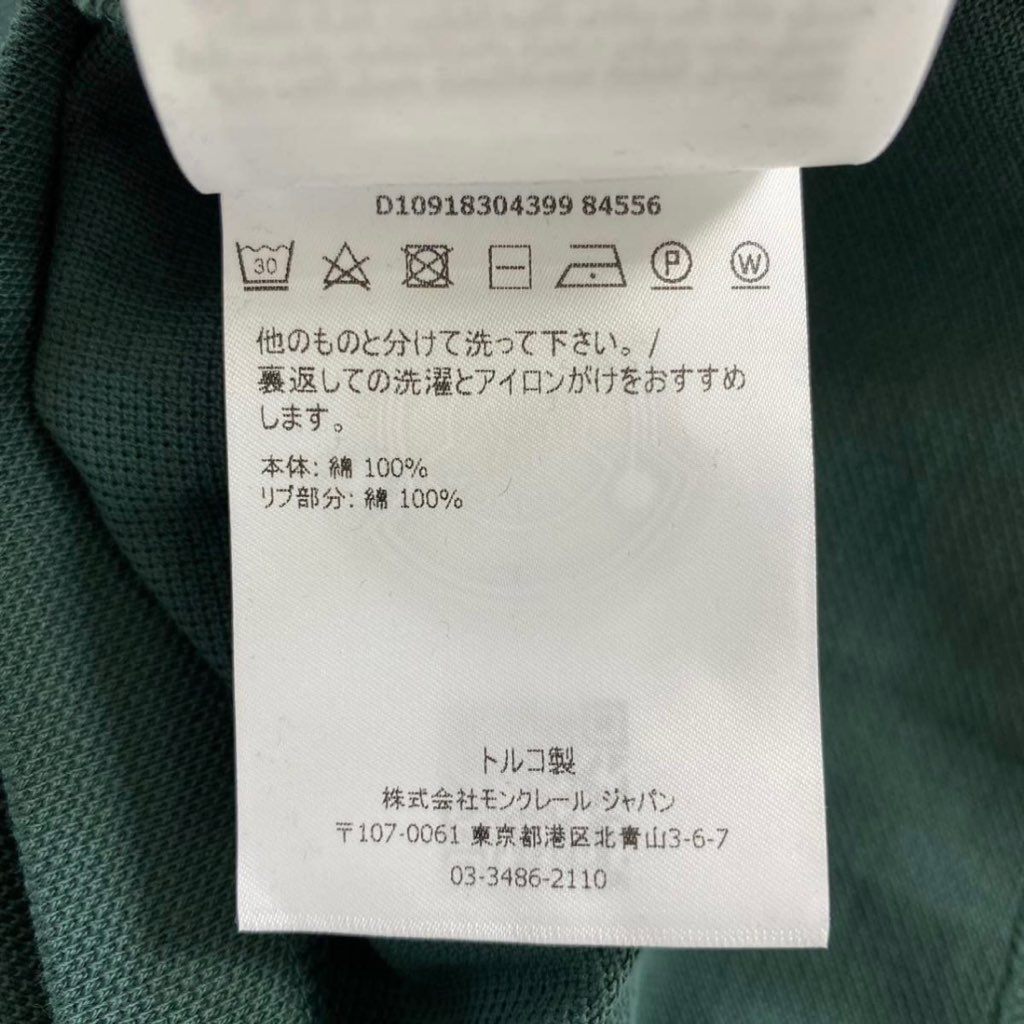 D10918304399 84556
30
P
W
他のものと分けて洗って下さい。/
裏返しての洗濯とアイロンがけをおすすめ
します。
本体: 綿 100%
リブ部分: 綿 100%
トルコ製
株式会社モンクレール ジャパン
〒107-0061 東京都港区北青山3-6-7
03-3486-2110